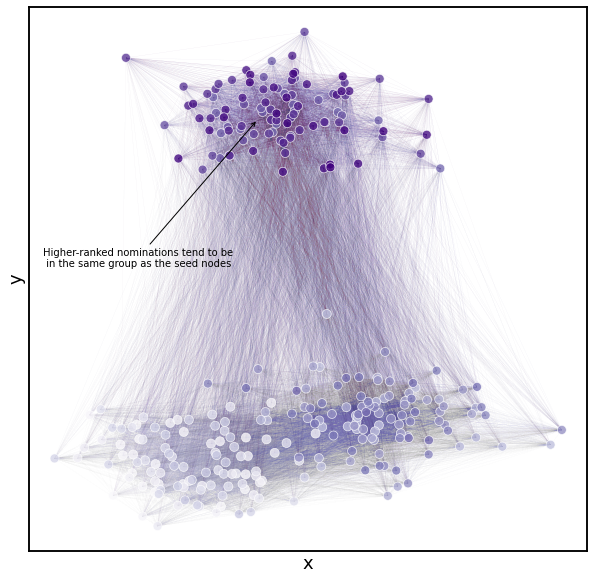 Higher-ranked nominations tend to be
in the same group as the seed nodes
y
x